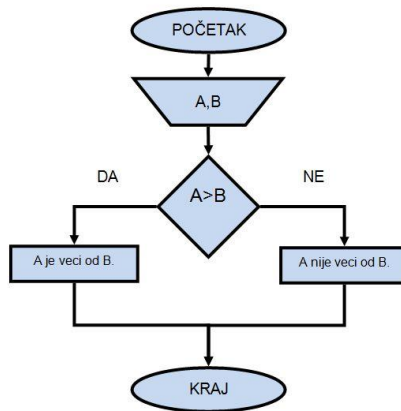 POČETAK
A,B
A>B
DA
NE
A je veci od B.
A nije veci od B.
KRAJ